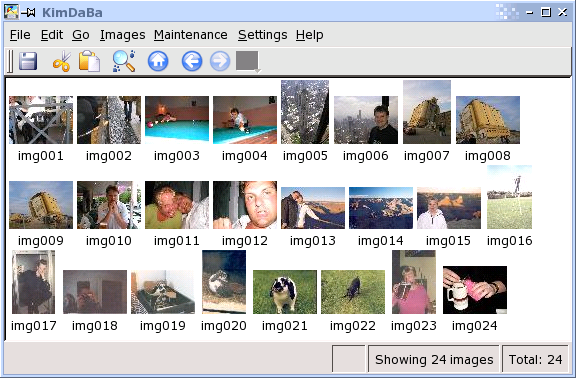 KimDaBa
File Edit Go Images Maintenance Settings Help
img001 img002 img003 img004 img005 img006 img007 img008
img009 img010 img011 img012 img013 img014 img015 img016
img017 img018 img019 img020 img021 img022 img023 img024
Showing 24 images Total: 24